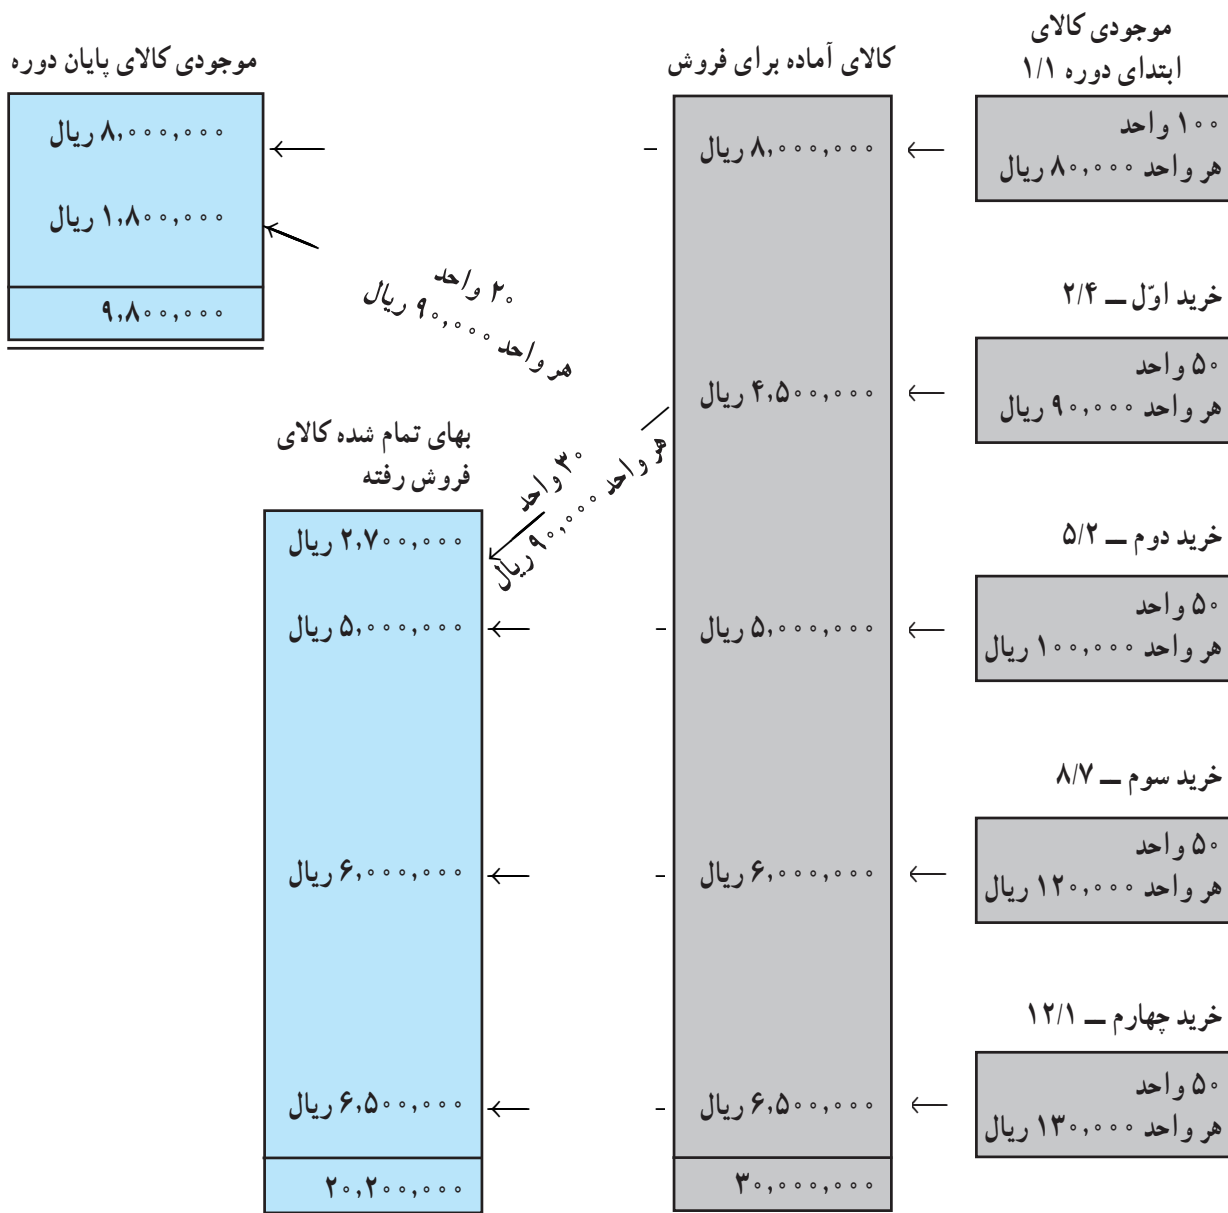 موجودی کالای
ابتدای دوره ۱/۱
۱۰۰ واحد
هر واحد ۸۰,۰۰۰ ریال
خرید اوّل ــ ۲/۴
۵۰ واحد
هر واحد ۹۰,۰۰۰ ریال
خرید دوم ــ ۵/۲
۵۰ واحد
هر واحد ۱۰۰,۰۰۰ ریال
خرید سوم ــ ۸/۷
۵۰ واحد
هر واحد ۱۲۰,۰۰۰ ریال
خرید چهارم ــ ۱۲/۱
۵۰ واحد
هر واحد ۱۳۰,۰۰۰ ریال
کالای آماده برای فروش
۸,۰۰۰,۰۰۰ ریال
۴,۵۰۰,۰۰۰ ریال
۵,۰۰۰,۰۰۰ ریال
۶,۰۰۰,۰۰۰ ریال
۶,۵۰۰,۰۰۰ ریال
۳۰,۰۰۰,۰۰۰
۲۰ واحد
هر واحد ۹۰,۰۰۰ ریال
۳۰ واحد
هر واحد ۹۰,۰۰۰ ریال
موجودی کالای پایان دوره
۸,۰۰۰,۰۰۰ ریال
۱,۸۰۰,۰۰۰ ریال
۹,۸۰۰,۰۰۰
بهای تمام شده کالای
فروش رفته
۲,۷۰۰,۰۰۰ ریال
۵,۰۰۰,۰۰۰ ریال
۶,۰۰۰,۰۰۰ ریال
۶,۵۰۰,۰۰۰ ریال
۲۰,۲۰۰,۰۰۰